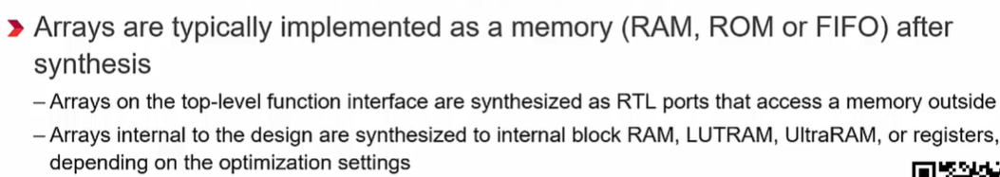 Arrays are typically implemented as a memory (RAM, ROM or FIFO) after
synthesis
– Arrays on the top-level function interface are synthesized as RTL ports that access a memory outside
– Arrays internal to the design are synthesized to internal block RAM, LUTRAM, UltraRAM, or registers,
depending on the optimization settings